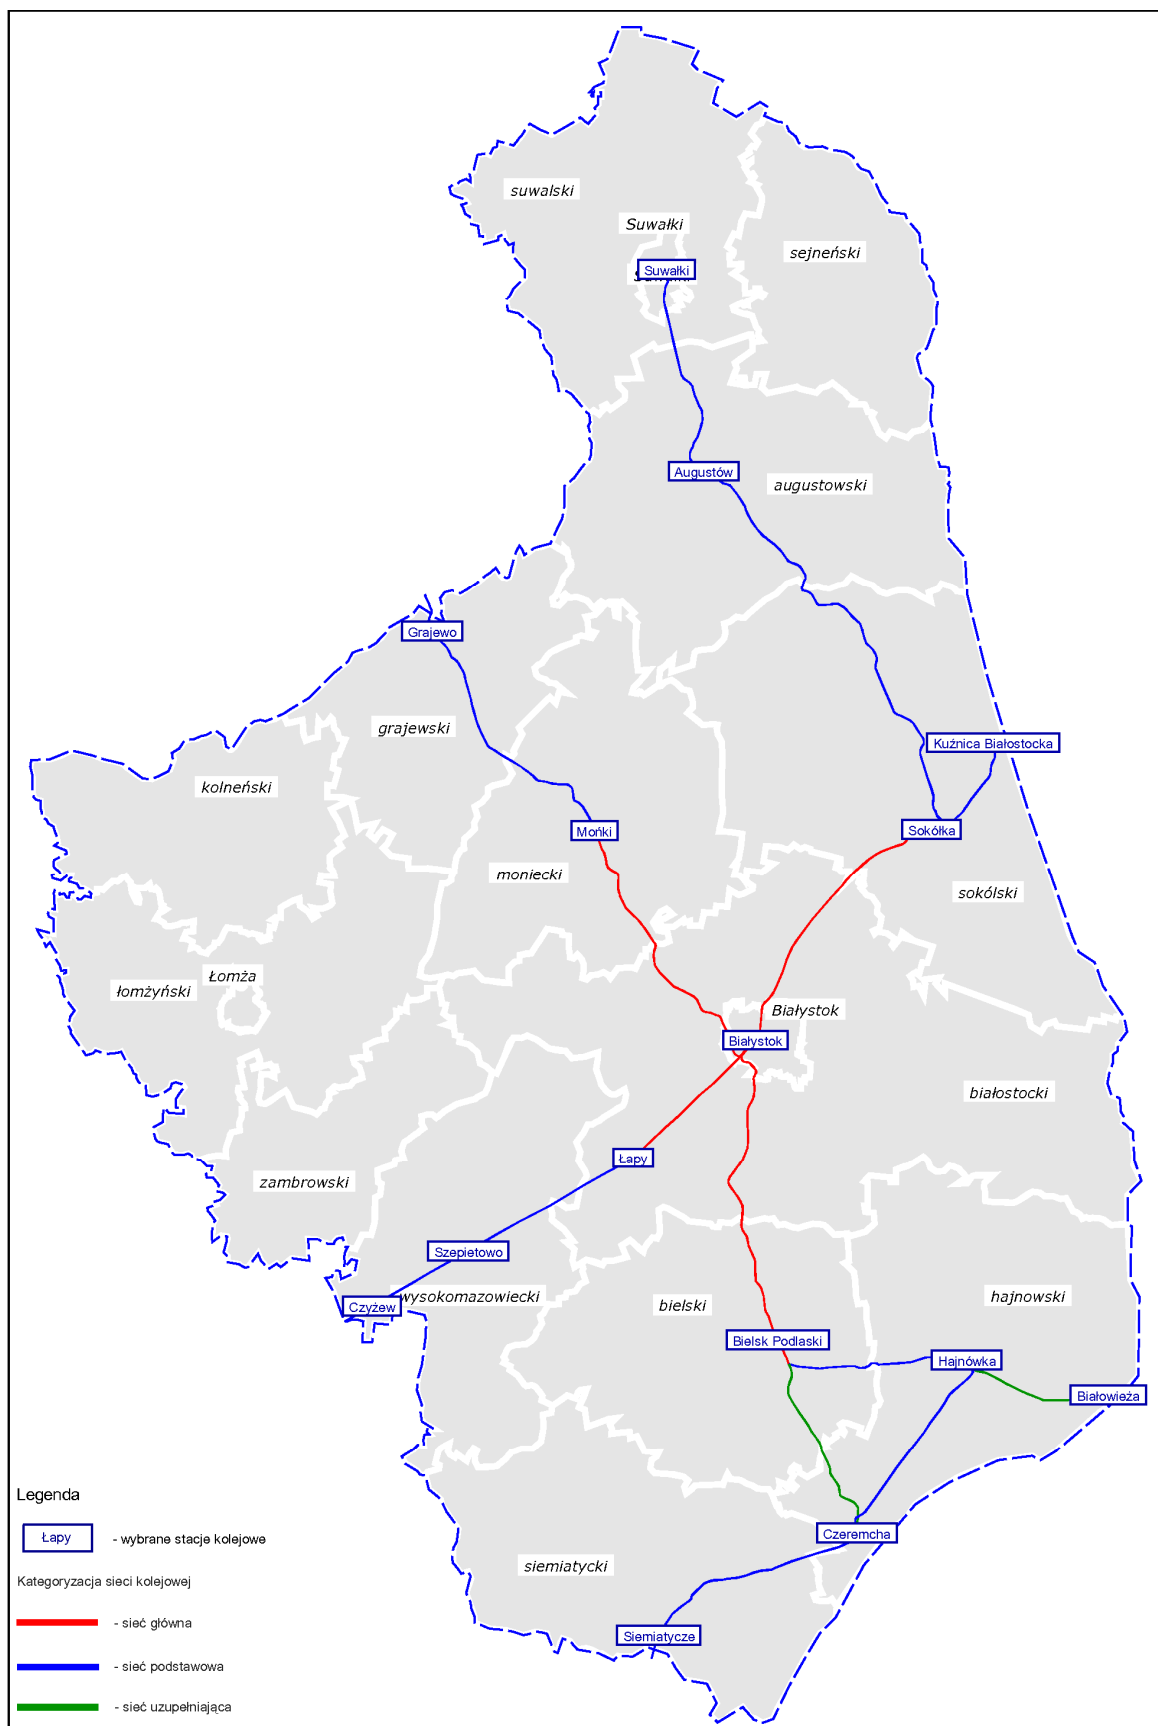 suwalski
Suwałki
sejneński
Suwałki
Augustów
augustowski
Grajewo
grajewski
Kuźnica Białostocka
kolneński
Mońki
Sokółka
moniecki
sokólski
Łomża
łomżyński
Białystok
Białystok
białostocki
Łapy
zambrowski
Szepietowo
wysokomazowiecki
Czyżew
bielski
hajnowski
Bielsk Podlaski
Hajnówka
Białowieża
Czeremcha
siemiatycki
Siemiatycze
Legenda
Łapy - wybrane stacje kolejowe
Kategoryzacja sieci kolejowej
- sieć główna
- sieć podstawowa
- sieć uzupełniająca